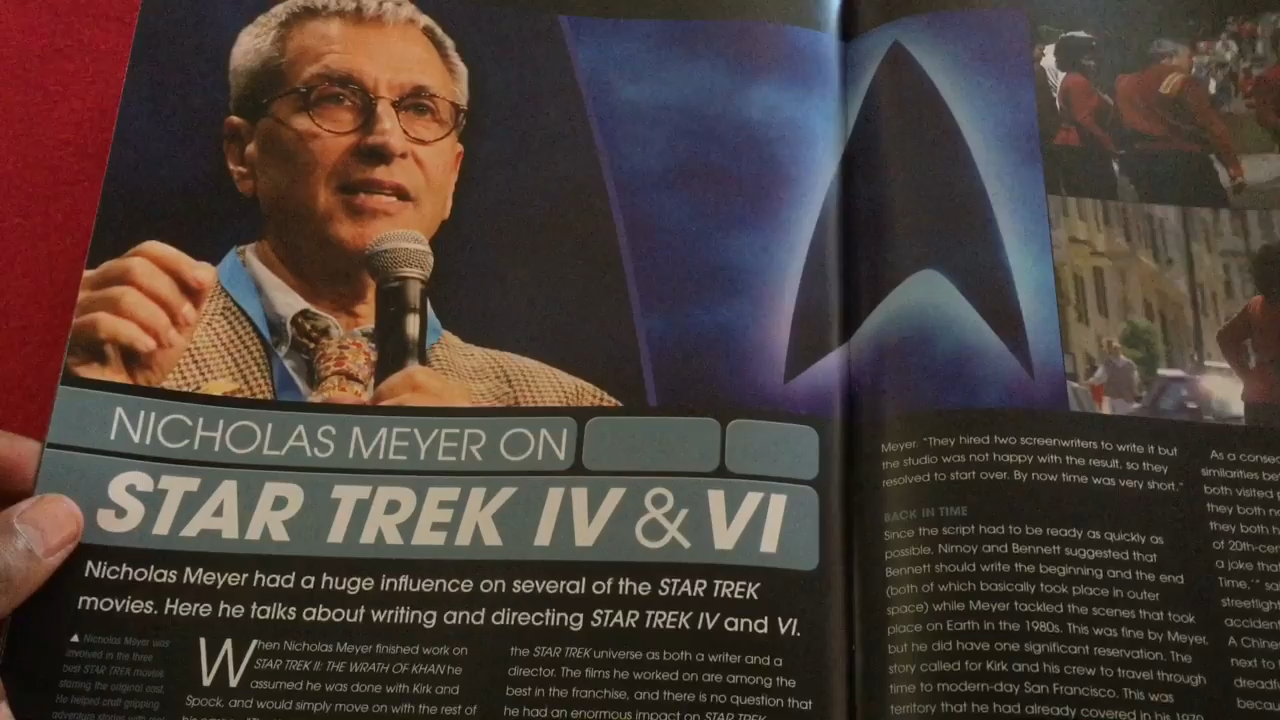 NICHOLAS MEYER ON
STAR TREK IV & VI
Nicholas Meyer had a huge influence on several of the STAR TREK
movies. Here he talks about writing and directing STAR TREK IV and VI.
▲ Nicholas Meyer was
involved in the three
best STAR TREK movies
starring the original cast.
He helped craft gripping
adventure stories with real
When Nicholas Meyer finished work on
STAR TREK II: THE WRATH OF KHAN he
assumed he was done with Kirk and
Spock, and would simply move on with the rest of
the STAR TREK universe as both a writer and a
director. The films he worked on are among the
best in the franchise, and there is no question that
he had an enormous impact on STAR TREK
Meyer. "They hired two screenwriters to write it but
the studio was not happy with the result, so they
resolved to start over. By now time was very short."
BACK IN TIME
Since the script had to be ready as quickly as
possible, Nimoy and Bennett suggested that
Bennett should write the beginning and the end
(both of which basically took place in outer
space) while Meyer tackled the scenes that took
place on Earth in the 1980s. This was fine by Meyer,
but he did have one significant reservation. The
story called for Kirk and his crew to travel through
time to modern-day San Francisco. This was
territory that he had already covered in his 1979
As a conse
similarities be
both visited
they both
they both h
of 20th-cen
a joke that
Time,'" sa
streetligh
acciden
A Chine
next to
dreadf
becau